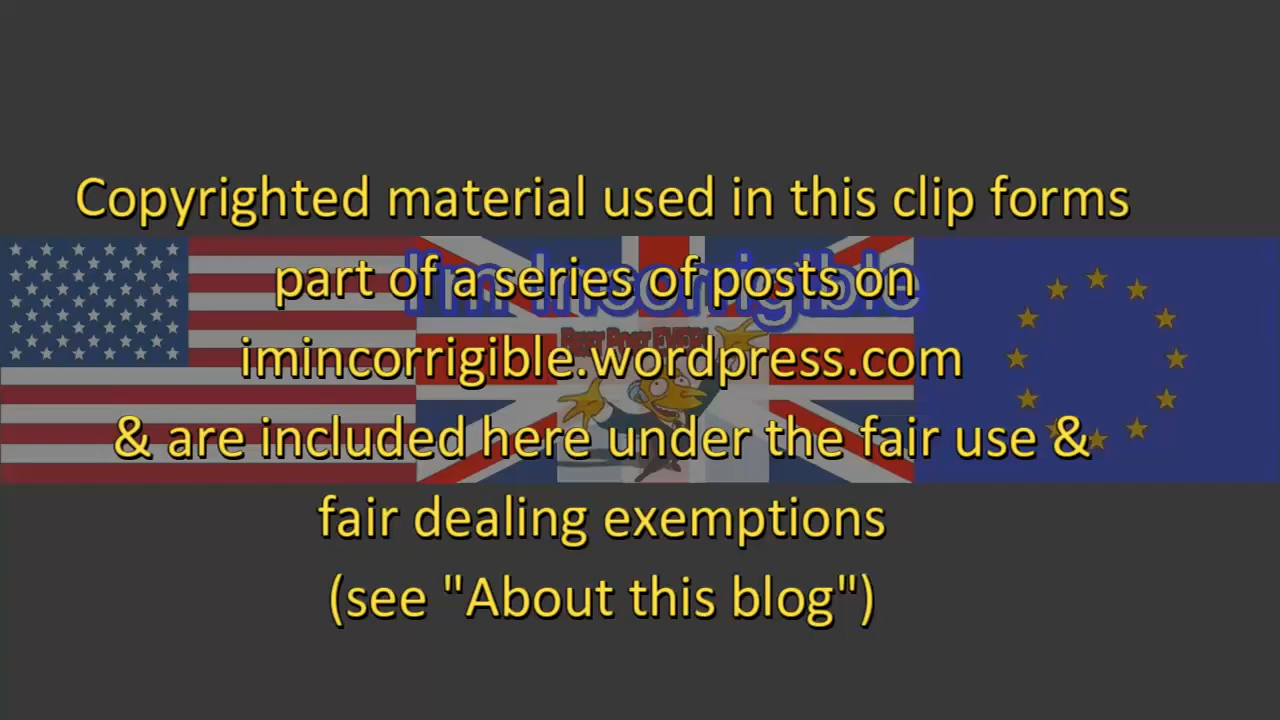 Copyrighted material used in this clip forms
part of a series of posts on
I'm Incorrigible
imincorrigible.wordpress.com
& are included here under the fair use &
fair dealing exemptions
(see "About this blog")